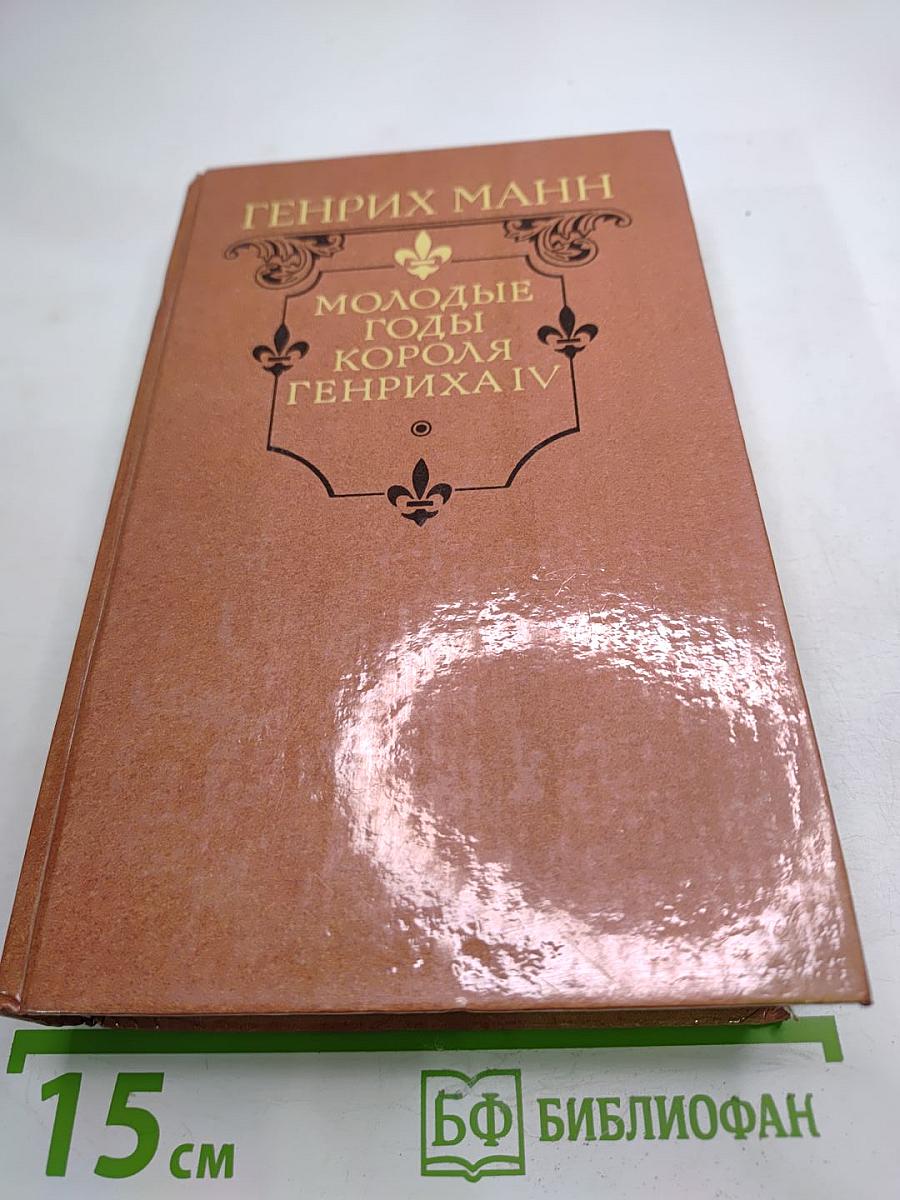 ГЕНРИХ МАНН
МОЛОДЫЕ
ГОДЫ
КОРОЛЯ
ГЕНРИХА IV
15 см
БФ БИБЛИОФАН